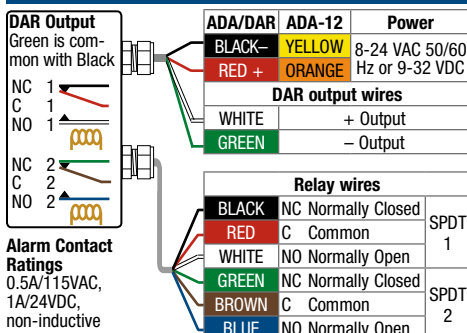 DAR Output
Green is com-
mon with Black
NC 1
C 1
NO 1
NC 2
C 2
NO 2
Alarm Contact
Ratings
0.5A/115VAC,
1A/24VDC,
non-inductive
ADA/DAR ADA-12 Power
BLACK– YELLOW 8-24 VAC 50/60
RED + ORANGE Hz or 9-32 VDC
DAR output wires
WHITE + Output
GREEN – Output
Relay wires
BLACK NC Normally Closed
RED C Common
WHITE NO Normally Open
SPDT
1
GREEN NC Normally Closed
BROWN C Common
BLUE NO Normally Open
SPDT
2